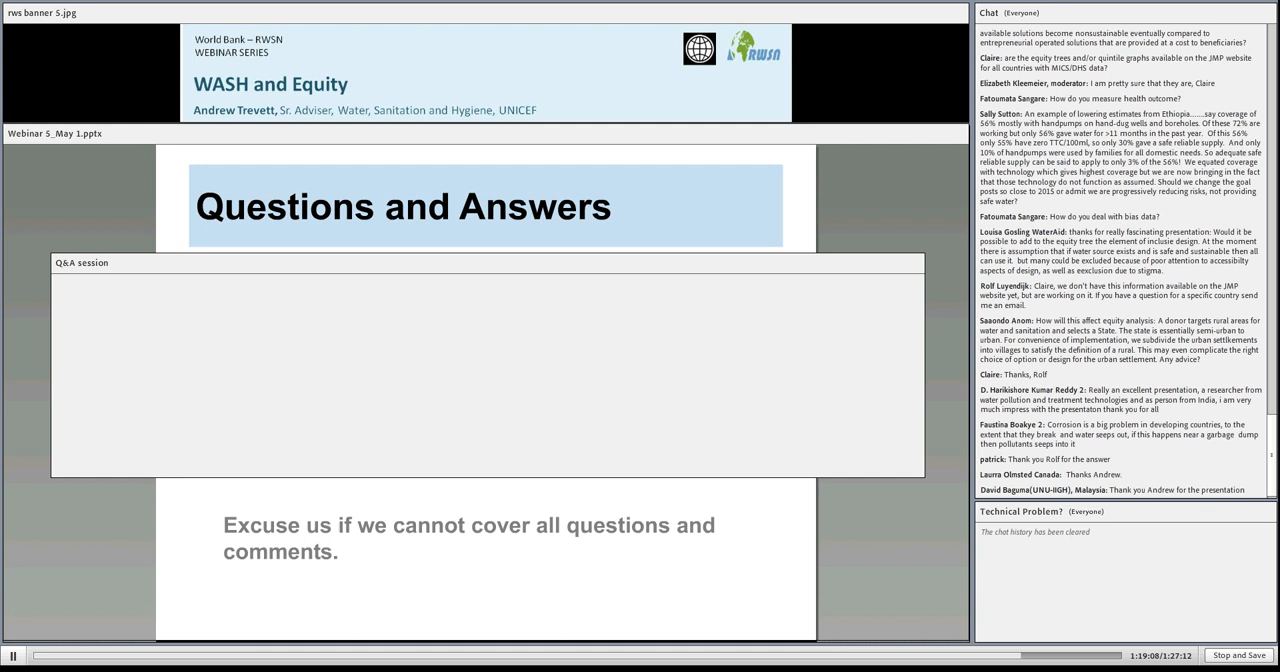 rws banner 5.jpg
World Bank – RWSN
WEBINAR SERIES
RWSN
WASH and Equity
Andrew Trevett, Sr. Adviser, Water, Sanitation and Hygiene, UNICEF
Webinar 5_May 1.pptx
Questions and Answers
Q&A session
Excuse us if we cannot cover all questions and
comments.
Chat (Everyone)
available solutions become nonsustainable eventually compared to
entrepreneurial operated solutions that are provided at a cost to beneficiaries?
Claire: are the equity trees and/or quintile graphs available on the JMP website
for all countries with MICS/DHS data?
Elizabeth Kleemeier, moderator: I am pretty sure that they are, Claire
Fatoumata Sangare: How do you measure health outcome?
Sally Sutton: An example of lowering estimates from Ethiopia.......say coverage of
56% mostly with handpumps on hand-dug wells and boreholes. Of these 72% are
working but only 56% gave water for >11 months in the past year. Of this 56%
only 55% have zero TTC/100ml, so only 30% gave a safe reliable supply. And only
10% of handpumps were used by families for all domestic needs. So adequate safe
reliable supply can be said to apply to only 3% of the 56%! We equated coverage
with technology which gives highest coverage but we are now bringing in the fact
that those technology do not function as assumed. Should we change the goal
posts so close to 2015 or admit we are progressively reducing risks, not providing
safe water?
Fatoumata Sangare: How do you deal with bias data?
Louisa Gosling WaterAid: thanks for really fascinating presentation: Would it be
possible to add to the equity tree the element of inclusie design. At the moment
there is assumption that if water source exists and is safe and sustainable then all
can use it. but many could be excluded because of poor attention to accessibilty
aspects of design, as well as eexclusion due to stigma.
Rolf Luyendijk: Claire, we don't have this information available on the JMP
website yet, but are working on it. If you have a question for a specific country send
me an email.
Saaondo Anom: How will this affect equity analysis: A donor targets rural areas for
water and sanitation and selects a State. The state is essentially semi-urban to
urban. For convenience of implementation, we subdivide the urban settlkements
into villages to satisfy the definition of a rural. This may even complicate the right
choice of option or design for the urban settlement. Any advice?
Claire: Thanks, Rolf
D. Harikishore Kumar Reddy 2: Really an excellent presentation, a researcher from
water pollution and treatment technologies and as person from India, i am very
much impress with the presentaton thank you for all
Faustina Boakye 2: Corrosion is a big problem in developing countries, to the
extent that they break and water seeps out, if this happens near a garbage dump
then pollutants seeps into it
patrick: Thank you Rolf for the answer
Laurra Olmsted Canada: Thanks Andrew.
David Baguma(UNU-IIGH), Malaysia: Thank you Andrew for the presentation
Technical Problem? (Everyone)
The chat history has been cleared
1:19:08/1:27:12
Stop and Save